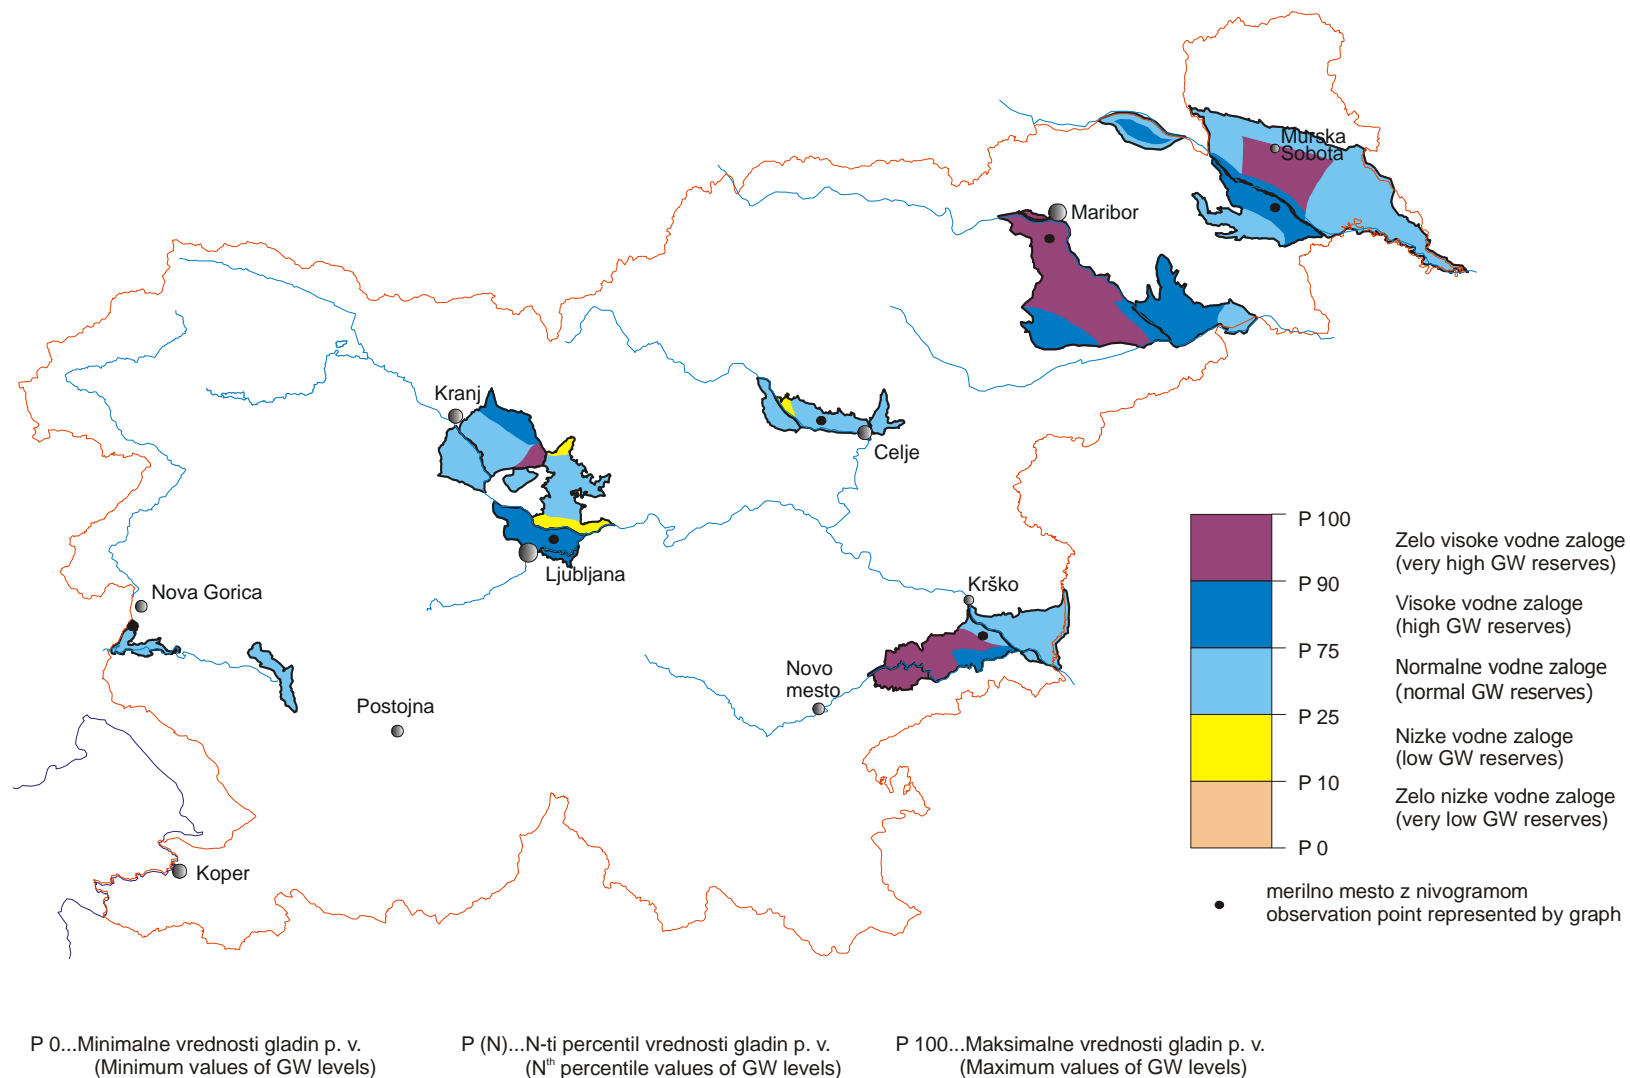 Murska
Sobota
Maribor
Kranj
Celje
Ljubljana
Nova Gorica
Krško
Novo
mesto
Postojna
Koper
P 100
Zelo visoke vodne zaloge
(very high GW reserves)
P 90
Visoke vodne zaloge
(high GW reserves)
P 75
Normalne vodne zaloge
(normal GW reserves)
P 25
Nizke vodne zaloge
(low GW reserves)
P 10
Zelo nizke vodne zaloge
(very low GW reserves)
P 0
merilno mesto z nivogramom
observation point represented by graph
P 0...Minimalne vrednosti gladin p. v.
(Minimum values of GW levels)
P (N)...N-ti percentil vrednosti gladin p. v.
(Nth percentile values of GW levels)
P 100...Maksimalne vrednosti gladin p. v.
(Maximum values of GW levels)